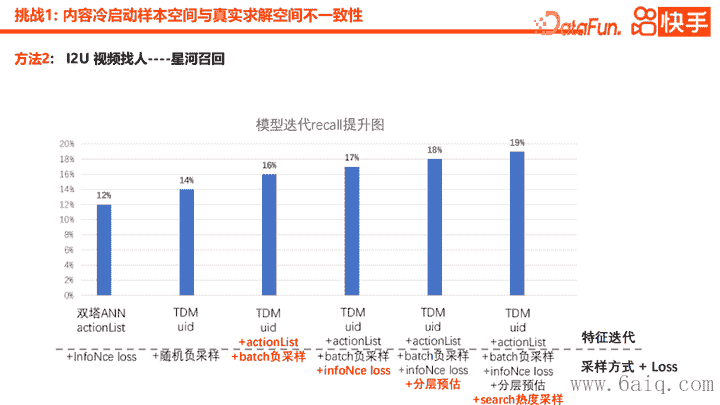 挑战1: 内容冷启动样本空间与真实求解空间不一致性
DataFun.
快手
方法2: I2U 视频找人----星河召回
模型迭代recall提升图
20%
18%
16%
14%
12%
10%
8%
6%
4%
2%
0%
12%
14%
16%
17%
18%
19%
双塔ANN
actionList
+InfoNce loss
TDM
uid
+随机负采样
TDM
uid
+actionList
+batch负采样
TDM
uid
+actionList
+batch负采样
+infoNce loss
TDM
uid
+actionList
+batch负采样
+infoNce loss
+分层预估
TDM
uid
+actionList
+batch负采样
+infoNce loss
+分层预估
+search热度采样
特征迭代
采样方式 + Loss
www.6aiq.com